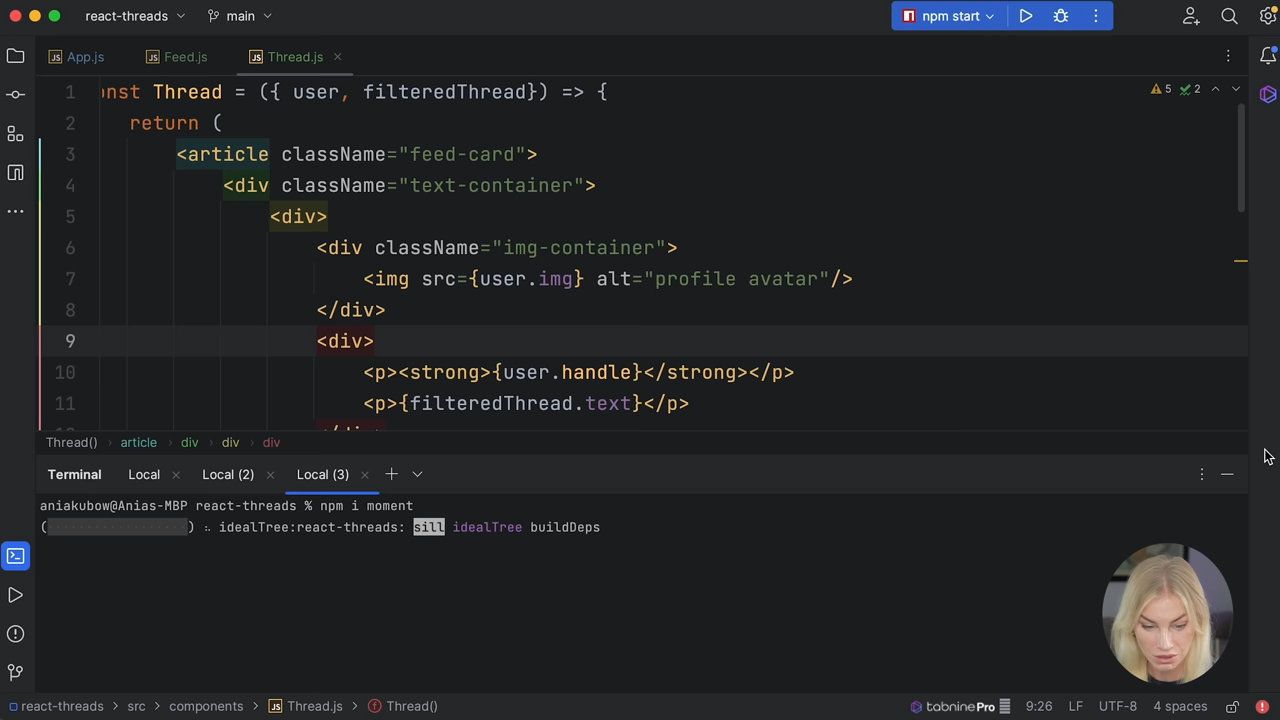 react-threads
main
npm start
JS App.js
JS Feed.js
JS Thread.js
5 2
1 onst Thread = ({ user, filteredThread}) => {
2 return (
3 <article className="feed-card">
4 <div className="text-container">
5 <div>
6 <div className="img-container">
7 <img src={user.img} alt="profile avatar"/>
8 </div>
9 <div>
10 <p><strong>{user.handle}</strong></p>
11 <p>{filteredThread.text}</p>
Thread() article div div div
Terminal Local Local (2) Local (3)
aniakubow@Anias-MBP react-threads % npm i moment
(·················) ⠦ idealTree:react-threads: sill idealTree buildDeps
react-threads > src > components > JS Thread.js > f Thread()
tabninePro 9:26 LF UTF-8 4 spaces